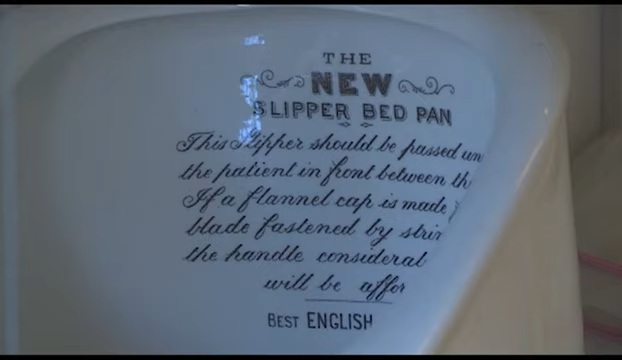 THE
NEW
SLIPPER BED PAN
This Slipper should be passed un
the patient in front between th
If a flannel cap is made
blade fastened by strin
the handle considerabl
will be affor
BEST ENGLISH